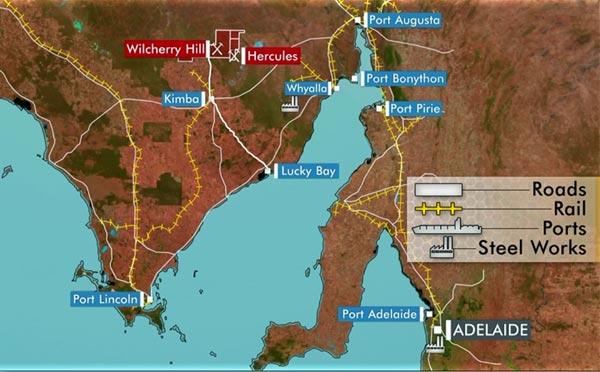 Port Augusta
Wilcherry Hill
Hercules
Port Bonython
Whyalla
Kimba
Port Pirie
Lucky Bay
Roads
Rail
Ports
Steel Works
Port Lincoln
Port Adelaide
ADELAIDE